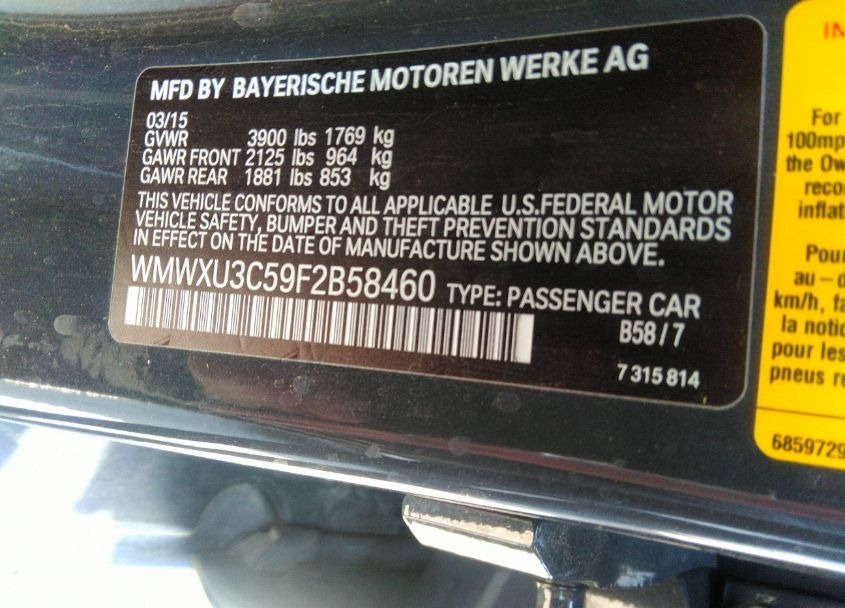 MFD BY BAYERISCHE MOTOREN WERKE AG
03/15
GVWR 3900 lbs 1769 kg
GAWR FRONT 2125 lbs 964 kg
GAWR REAR 1881 lbs 853 kg
THIS VEHICLE CONFORMS TO ALL APPLICABLE U.S.FEDERAL MOTOR
VEHICLE SAFETY, BUMPER AND THEFT PREVENTION STANDARDS
IN EFFECT ON THE DATE OF MANUFACTURE SHOWN ABOVE.
WMWXU3C59F2B58460 TYPE: PASSENGER CAR
B58 / 7
7 315 814
For
100mp
the Ow
reco
inflat
Pour
au – d
km/h, fa
la notic
pour les
pneus re
6859729